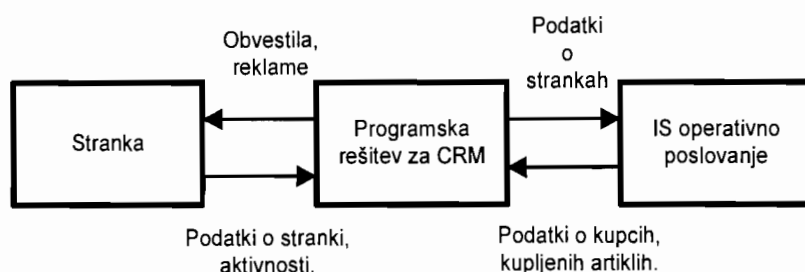 Obvestila,
reklame
Podatki
o
strankah
Stranka
Programska
rešitev za CRM
IS operativno
poslovanje
Podatki o stranki,
aktivnosti.
Podatki o kupcih,
kupljenih artiklih.